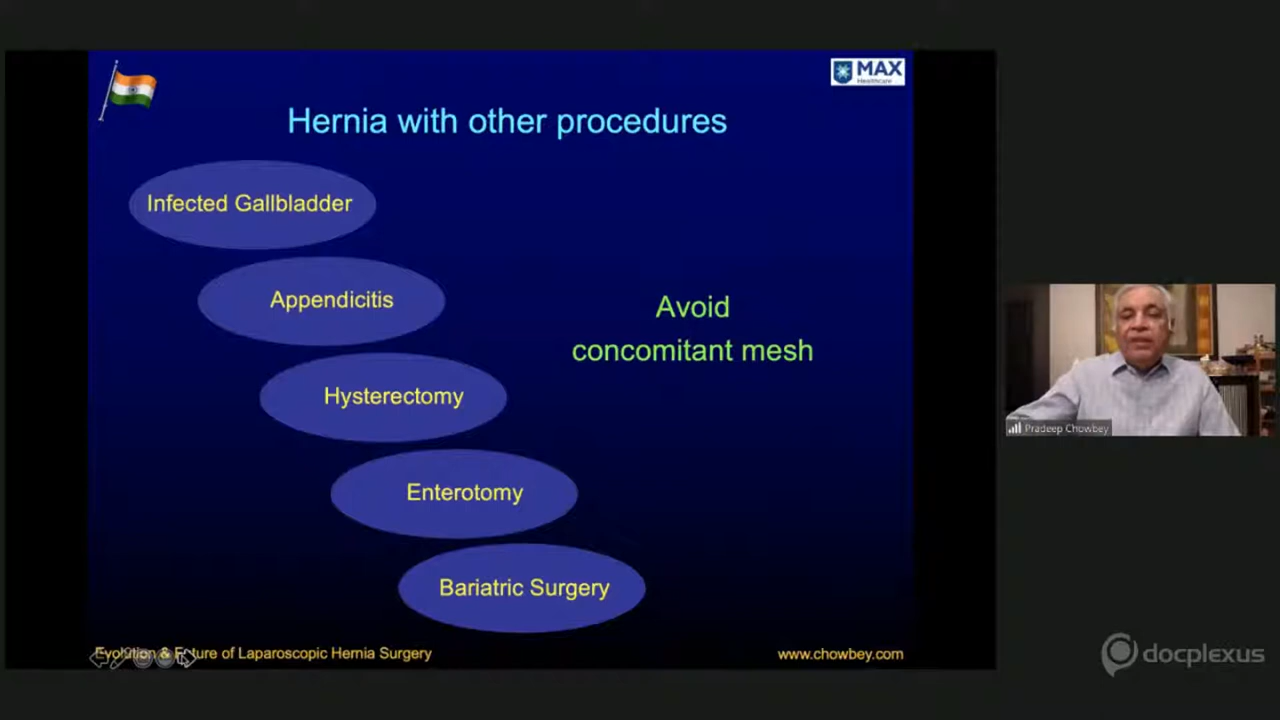 MAX
Healthcare
Hernia with other procedures
Infected Gallbladder
Appendicitis
Avoid
concomitant mesh
Hysterectomy
Pradeep Chowbey
Enterotomy
Bariatric Surgery
Evolution & Future of Laparoscopic Hernia Surgery
www.chowbey.com
docplexus